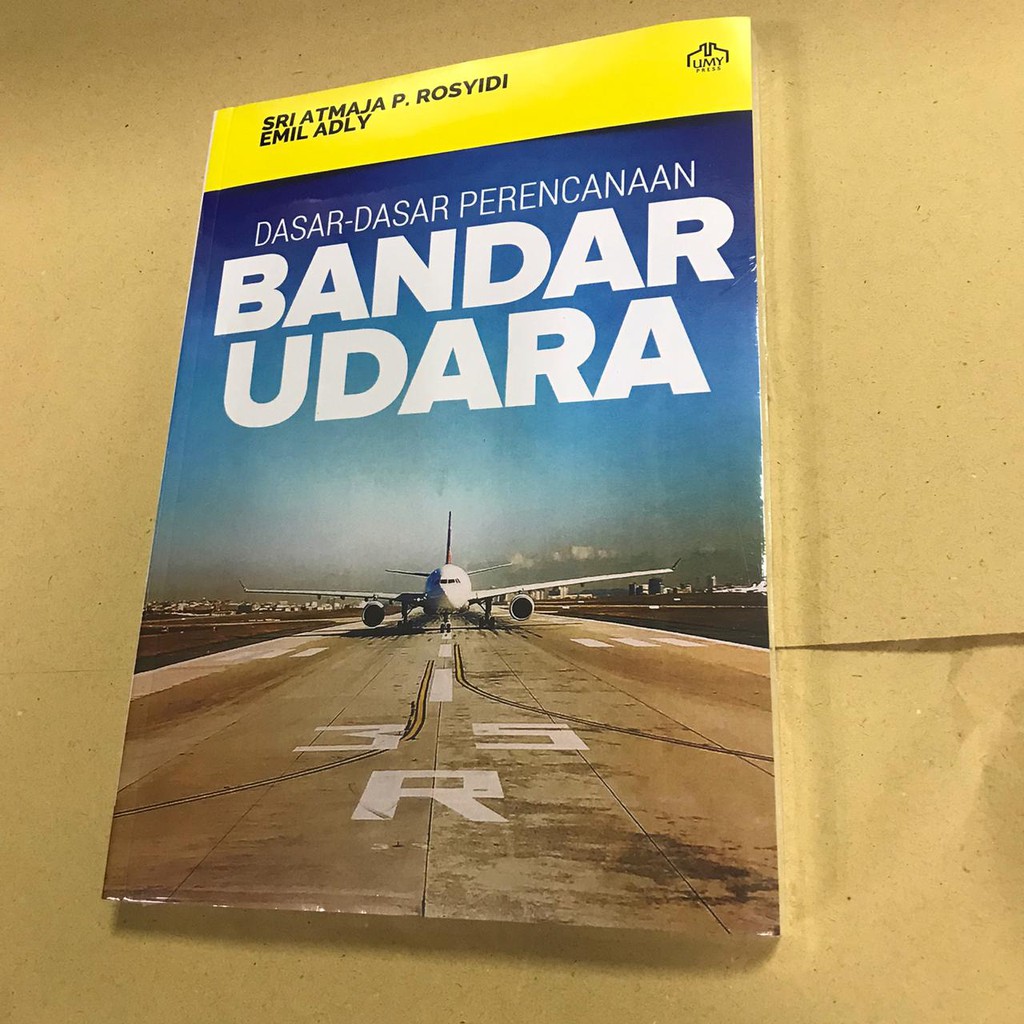 SRI ATMAJA P. ROSYIDI
EMIL ADLY
UMY
PRESS
DASAR-DASAR PERENCANAAN
BANDAR
UDARA
35
R